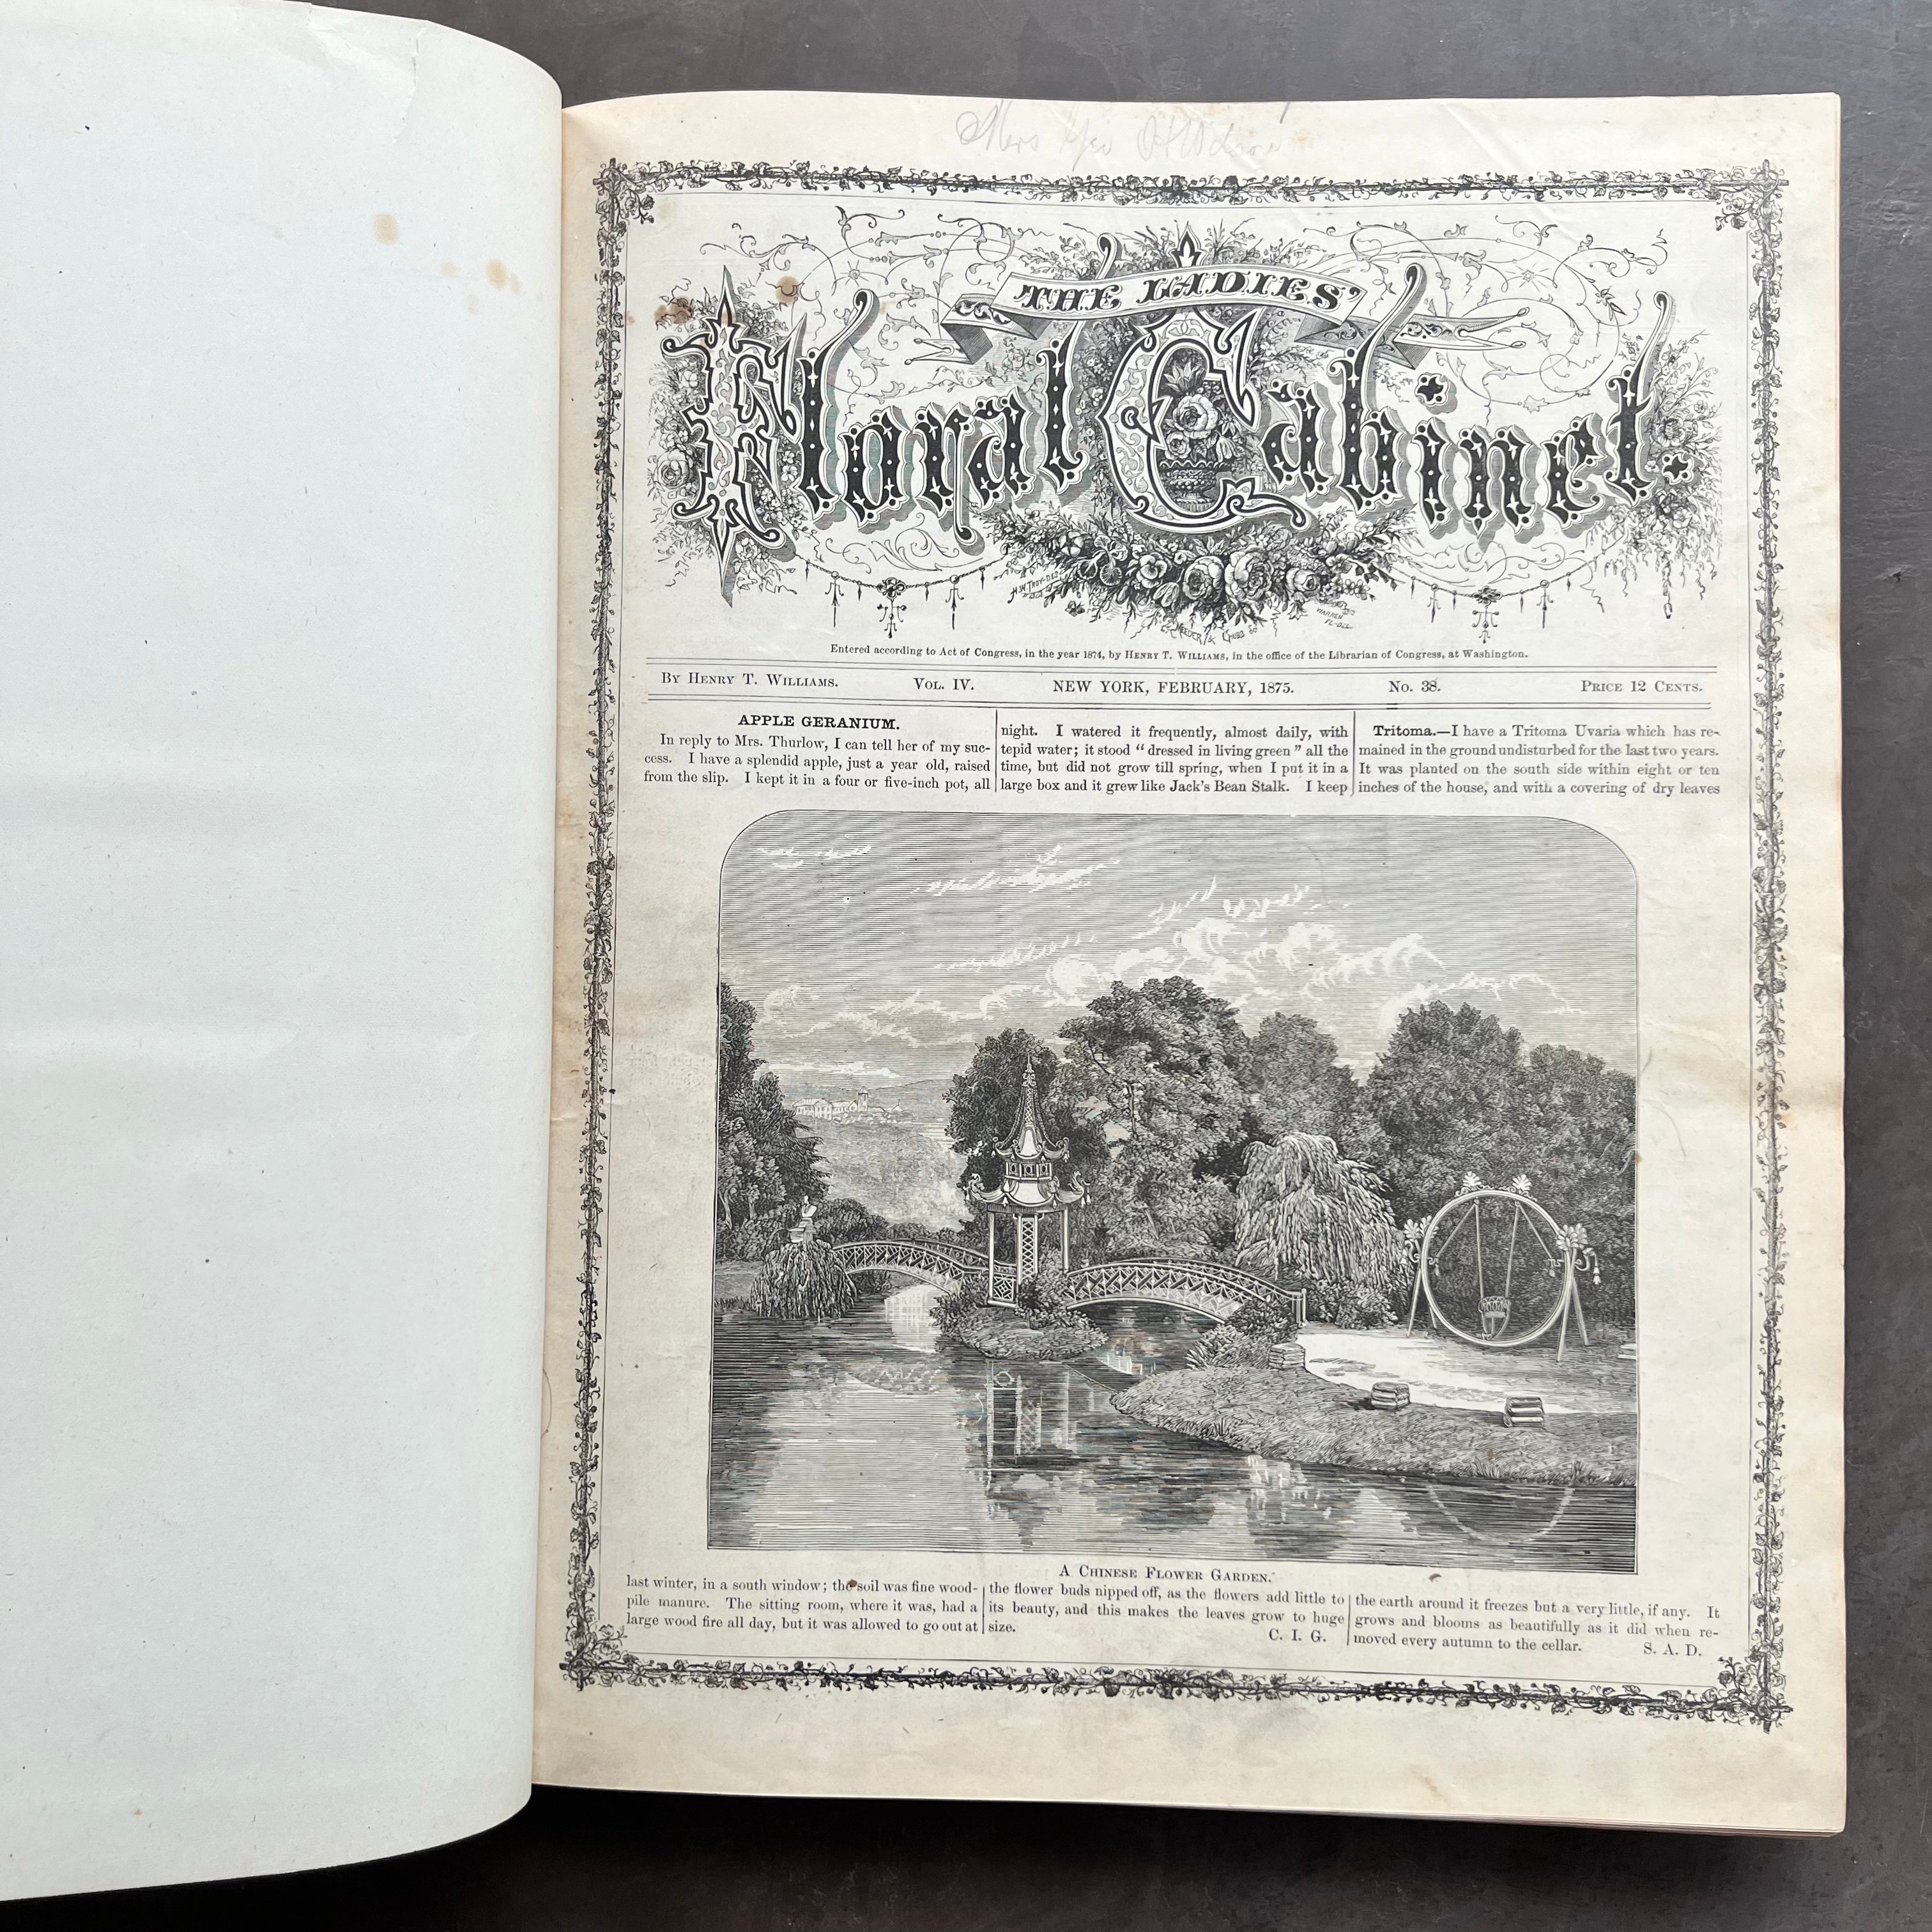 Mrs Geo
THE LADIES'
Floral Cabinet.
H. W. TROY. DEL.
Entered according to Act of Congress, in the year 1874, by HENRY T. WILLIAMS, in the office of the Librarian of Congress, at Washington.
BY HENRY T. WILLIAMS. VOL. IV. NEW YORK, FEBRUARY, 1875. No. 38. PRICE 12 CENTS.
APPLE GERANIUM.
In reply to Mrs. Thurlow, I can tell her of my suc-
cess. I have a splendid apple, just a year old, raised
from the slip. I kept it in a four or five-inch pot, all
last winter, in a south window; the soil was fine wood-
pile manure. The sitting room, where it was, had a
large wood fire all day, but it was allowed to go out at
night. I watered it frequently, almost daily, with
tepid water; it stood “dressed in living green” all the
time, but did not grow till spring, when I put it in a
large box and it grew like Jack's Bean Stalk. I keep
the flower buds nipped off, as the flowers add little to
its beauty, and this makes the leaves grow to huge
size.
C. I. G.
Tritoma.—I have a Tritoma Uvaria which has re-
mained in the ground undisturbed for the last two years.
It was planted on the south side within eight or ten
inches of the house, and with a covering of dry leaves
the earth around it freezes but a very little, if any. It
grows and blooms as beautifully as it did when re-
moved every autumn to the cellar.
S. A. D.
A CHINESE FLOWER GARDEN.